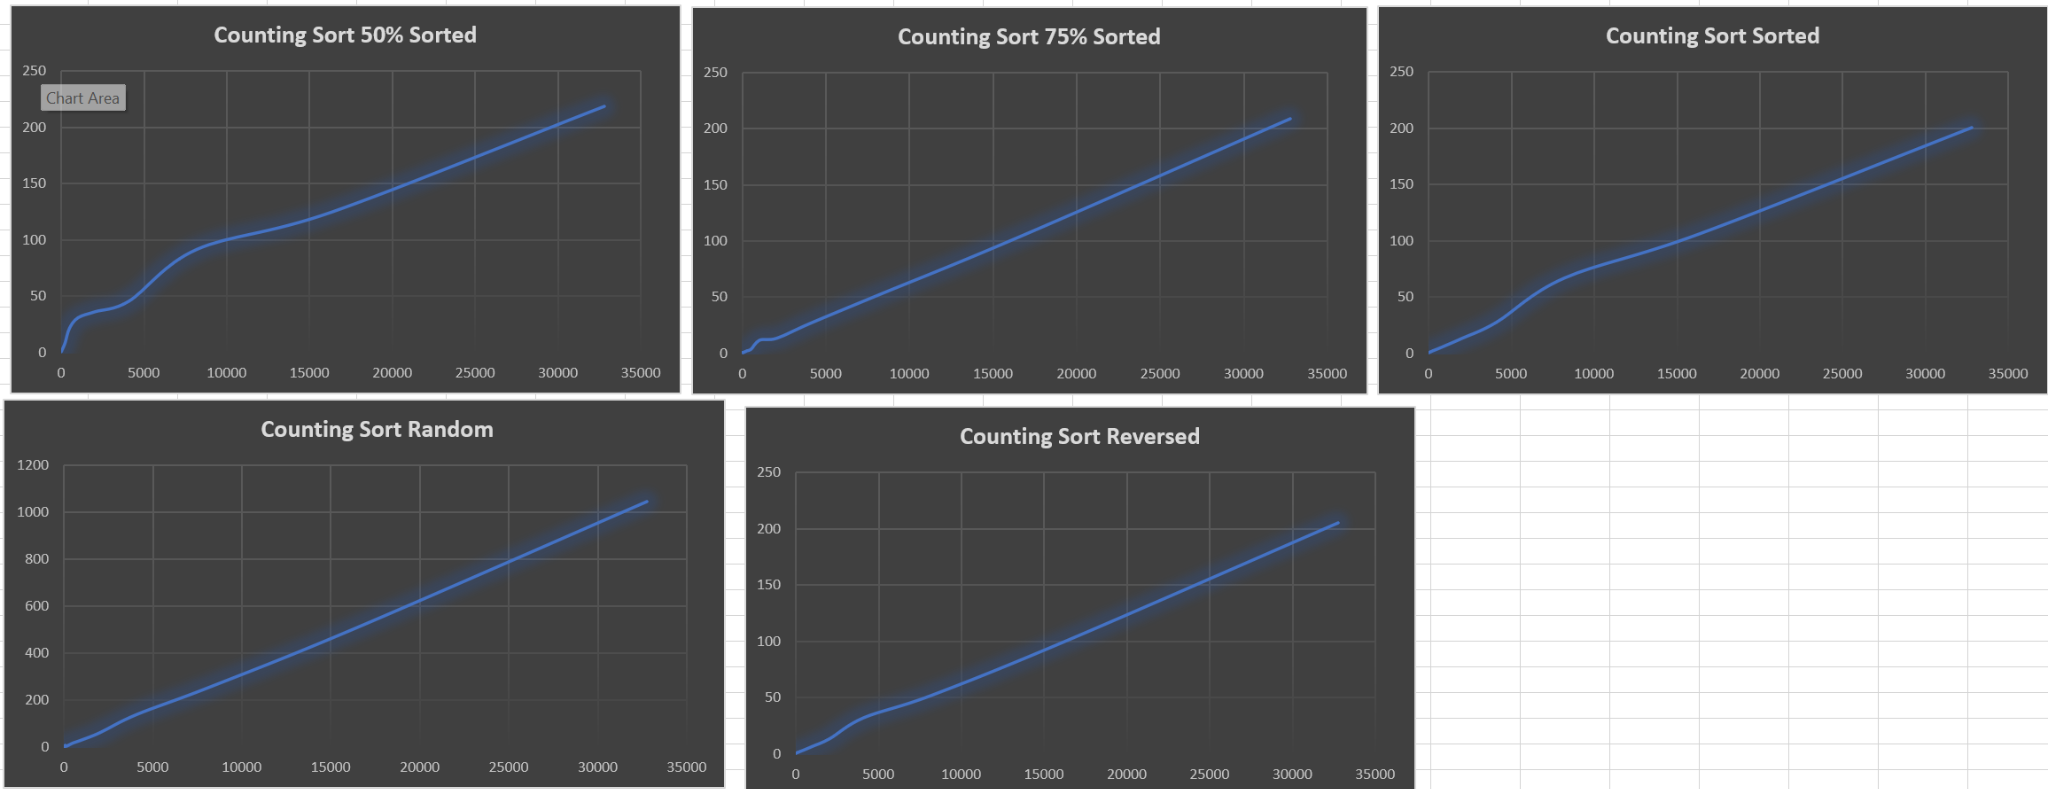 Counting Sort 50% Sorted
250
Chart Area
200
150
100
50
0
0 5000 10000 15000 20000 25000 30000 35000
Counting Sort 75% Sorted
250
200
150
100
50
0
0 5000 10000 15000 20000 25000 30000 35000
Counting Sort Sorted
250
200
150
100
50
0
0 5000 10000 15000 20000 25000 30000 35000
Counting Sort Random
1200
1000
800
600
400
200
0
0 5000 10000 15000 20000 25000 30000 35000
Counting Sort Reversed
250
200
150
100
50
0
0 5000 10000 15000 20000 25000 30000 35000